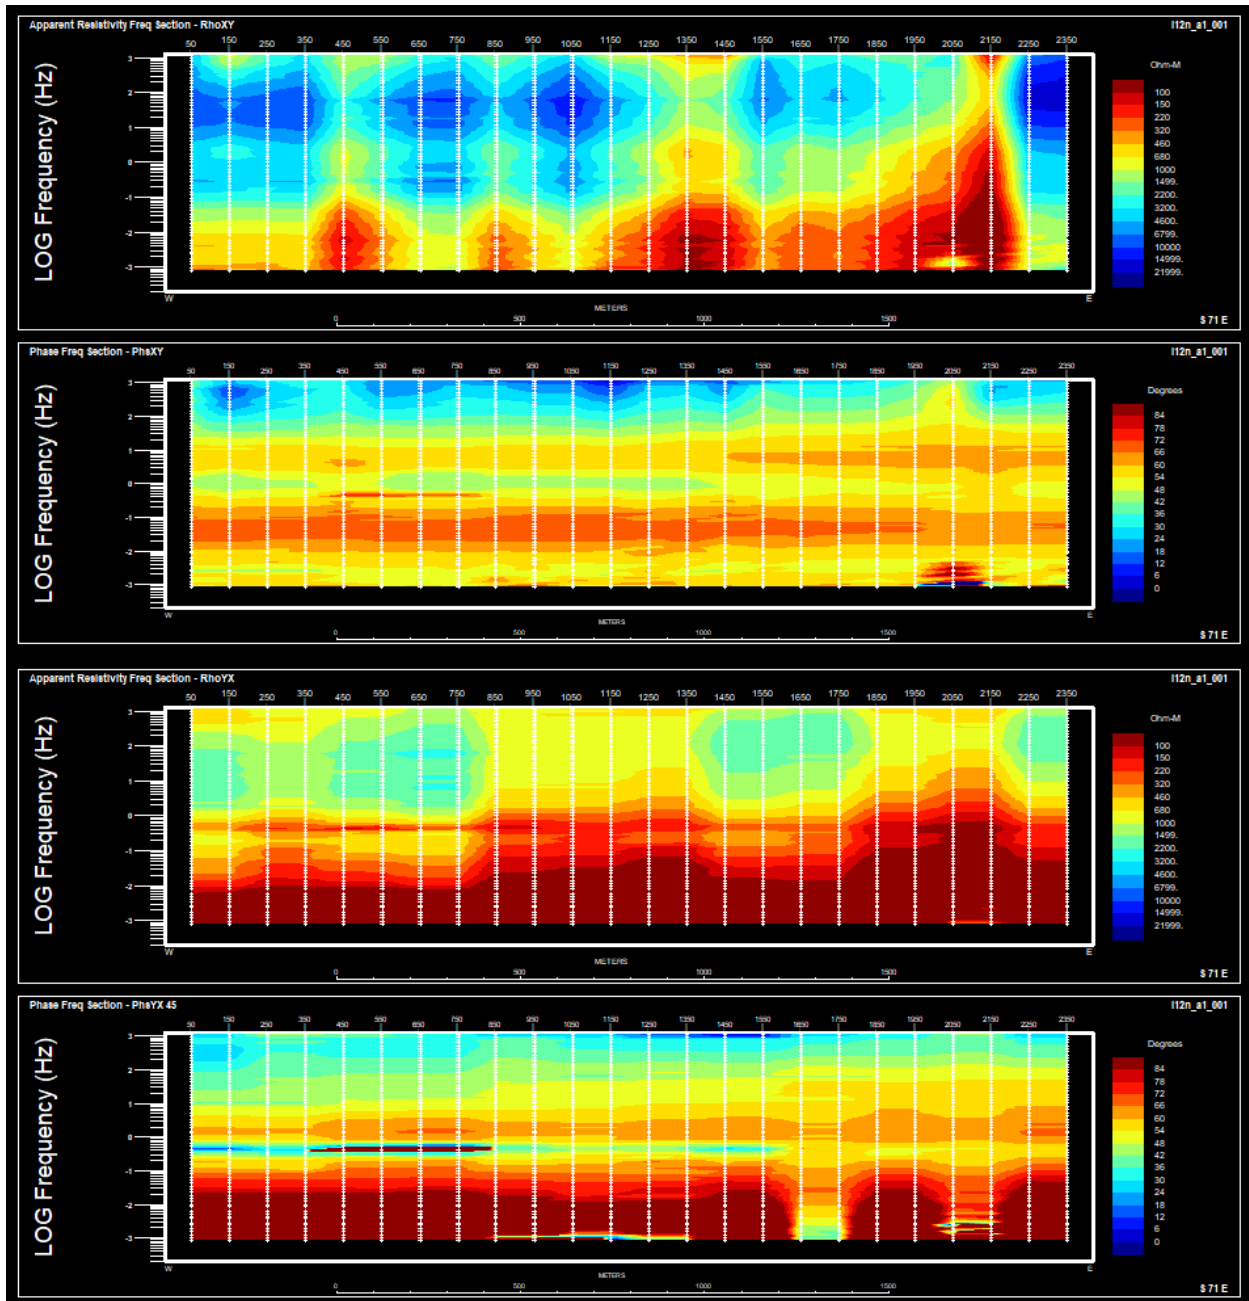 Apparent Resistivity Freq Section - RhoXY l12n_a1_001
50 150 250 350 450 550 650 750 850 950 1050 1150 1250 1350 1450 1550 1650 1750 1850 1950 2050 2150 2250 2350
LOG Frequency (Hz)
3
2
1
0
-1
-2
-3
Ohm-M
100
150
220
320
460
680
1000
1499.
2200.
3200.
4600.
6799.
10000
14999.
21999.
W E
METERS
0 500 1000 1500
S 71 E
Phase Freq Section - PhsXY l12n_a1_001
50 150 250 350 450 550 650 750 850 950 1050 1150 1250 1350 1450 1550 1650 1750 1850 1950 2050 2150 2250 2350
LOG Frequency (Hz)
3
2
1
0
-1
-2
-3
Degrees
84
78
72
66
60
54
48
42
36
30
24
18
12
6
0
W E
METERS
0 500 1000 1500
S 71 E
Apparent Resistivity Freq Section - RhoYX l12n_a1_001
50 150 250 350 450 550 650 750 850 950 1050 1150 1250 1350 1450 1550 1650 1750 1850 1950 2050 2150 2250 2350
LOG Frequency (Hz)
3
2
1
0
-1
-2
-3
Ohm-M
100
150
220
320
460
680
1000
1499.
2200.
3200.
4600.
6799.
10000
14999.
21999.
W E
METERS
0 500 1000 1500
S 71 E
Phase Freq Section - PhsYX 45 l12n_a1_001
50 150 250 350 450 550 650 750 850 950 1050 1150 1250 1350 1450 1550 1650 1750 1850 1950 2050 2150 2250 2350
LOG Frequency (Hz)
3
2
1
0
-1
-2
-3
Degrees
84
78
72
66
60
54
48
42
36
30
24
18
12
6
0
W E
METERS
0 500 1000 1500
S 71 E